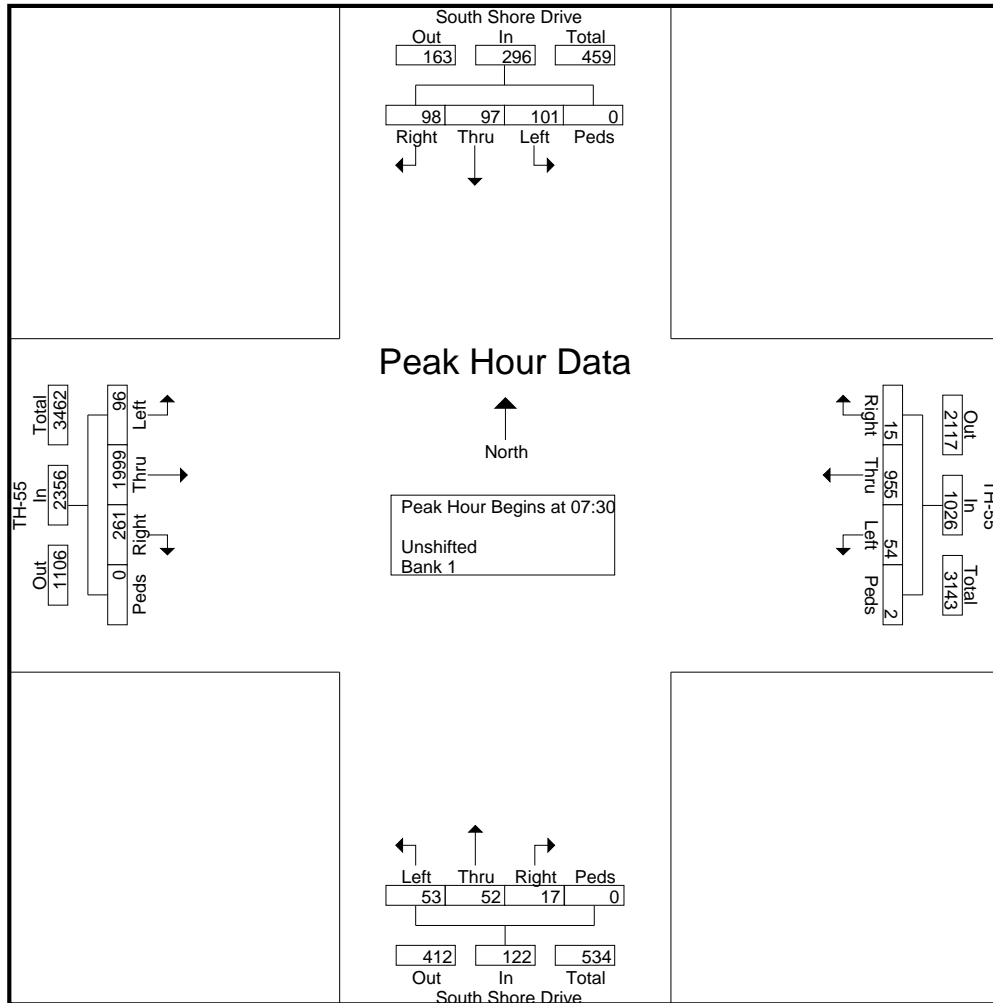 South Shore Drive
Out In Total
163 296 459
98 97 101 0
Right Thru Left Peds
Peak Hour Data
North
Peak Hour Begins at 07:30
Unshifted
Bank 1
TH-55
Total In Out
3462 2356 1106
96 1999 261 0
Left Thru Right Peds
TH-55
Out In Total
2117 1026 3143
15 955 54 2
Right Thru Left Peds
Left Thru Right Peds
53 52 17 0
412 122 534
Out In Total
South Shore Drive